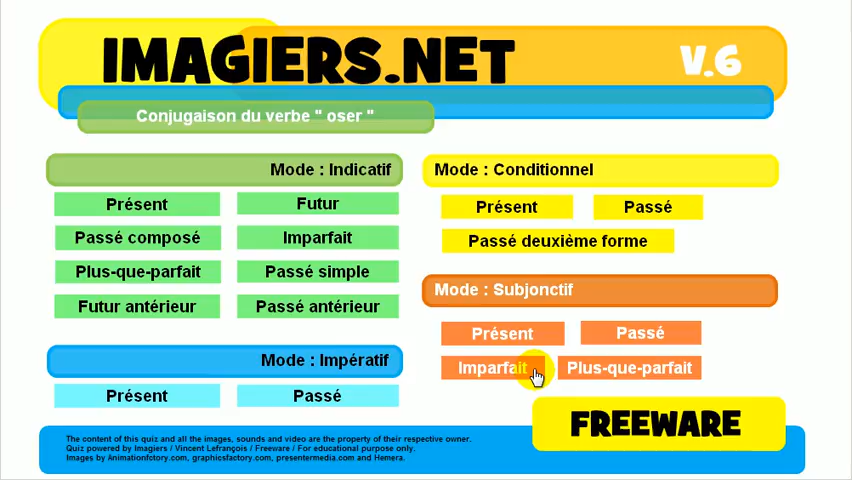 IMAGIERS.NET
V.6
Conjugaison du verbe " oser "
Mode : Indicatif
Présent
Futur
Passé composé
Imparfait
Plus-que-parfait
Passé simple
Futur antérieur
Passé antérieur
Mode : Impératif
Présent
Passé
Mode : Conditionnel
Présent
Passé
Passé deuxième forme
Mode : Subjonctif
Présent
Passé
Imparfait
Plus-que-parfait
FREEWARE
The content of this quiz and all the images, sounds and video are the property of their respective owner.
Quiz powered by Imagiers / Vincent Lefrançois / Freeware / For educational purpose only.
Images by Animationfctory.com, graphicsfactory.com, presentermedia.com and Hemera.